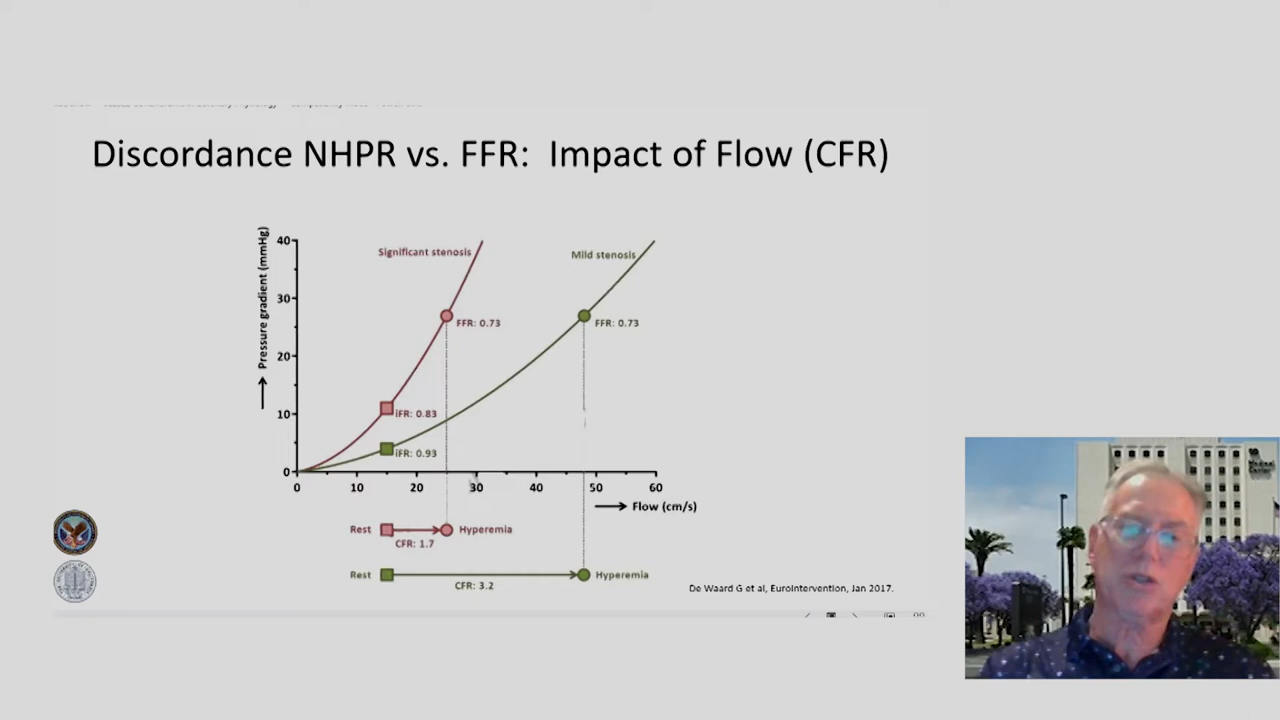 Discordance NHPR vs. FFR: Impact of Flow (CFR)
Pressure gradient (mmHg)
40
30
20
10
0
Significant stenosis
Mild stenosis
FFR: 0.73
FFR: 0.73
iFR: 0.83
iFR: 0.93
0 10 20 30 40 50 60
Flow (cm/s)
Rest Hyperemia
CFR: 1.7
Rest Hyperemia
CFR: 3.2
De Waard G et al, EuroIntervention, Jan 2017.